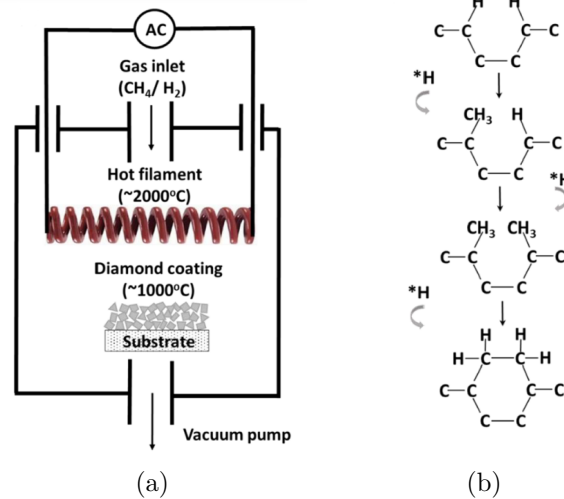 AC
Gas inlet
(CH₄/ H₂)
Hot filament
(~2000°C)
Diamond coating
(~1000°C)
Substrate
Vacuum pump
(a)
H H
C C C C
C C
*H
CH₃ H
C C C C
C C
*H
CH₃ CH₃
C C C C
C C
*H
H H
H C C H
C C C C
C C
(b)